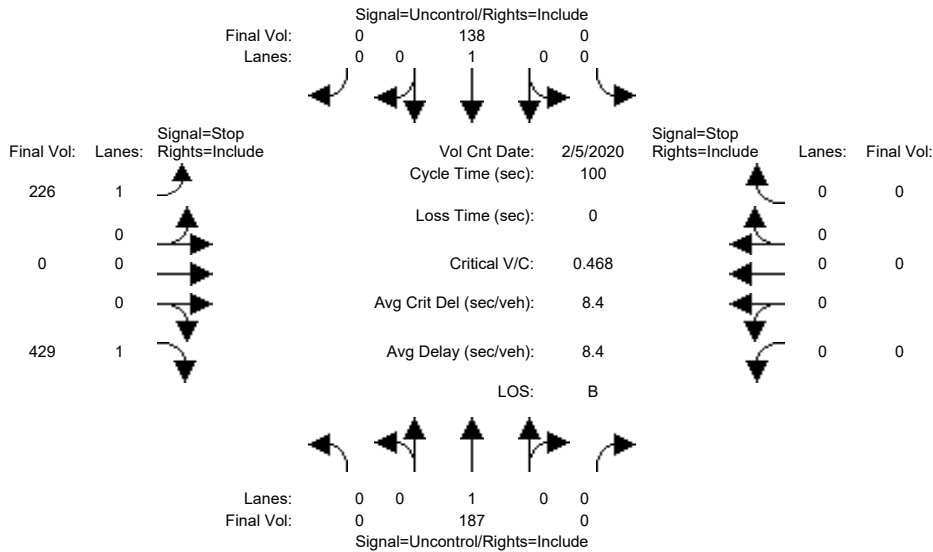 Signal=Uncontrol/Rights=Include
Final Vol: 0 138 0
Lanes: 0 0 1 0 0
Signal=Stop Signal=Stop
Final Vol: Lanes: Rights=Include Vol Cnt Date: 2/5/2020 Rights=Include Lanes: Final Vol:
Cycle Time (sec): 100
226 1 0 0
Loss Time (sec): 0
0 0
0 0 Critical V/C: 0.468 0 0
0 Avg Crit Del (sec/veh): 8.4 0
429 1 Avg Delay (sec/veh): 8.4 0 0
LOS: B
Lanes: 0 0 1 0 0
Final Vol: 0 187 0
Signal=Uncontrol/Rights=Include